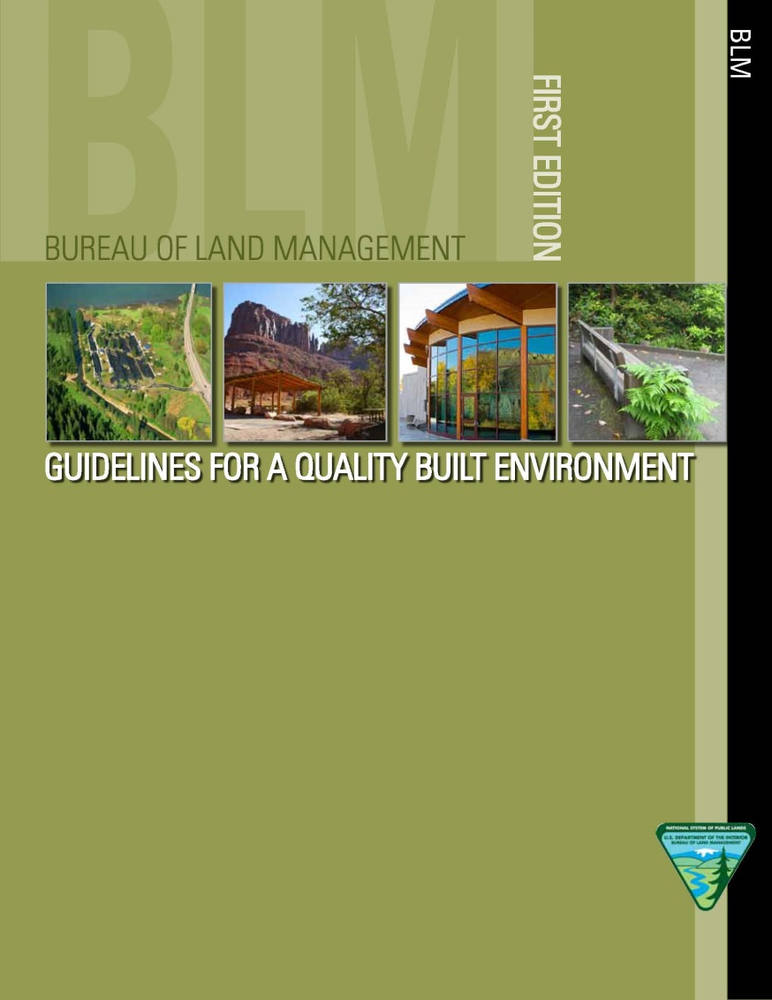 BLM
BLM
FIRST EDITION
BUREAU OF LAND MANAGEMENT
GUIDELINES FOR A QUALITY BUILT ENVIRONMENT
NATIONAL SYSTEM OF PUBLIC LANDS
U.S. DEPARTMENT OF THE INTERIOR
BUREAU OF LAND MANAGEMENT